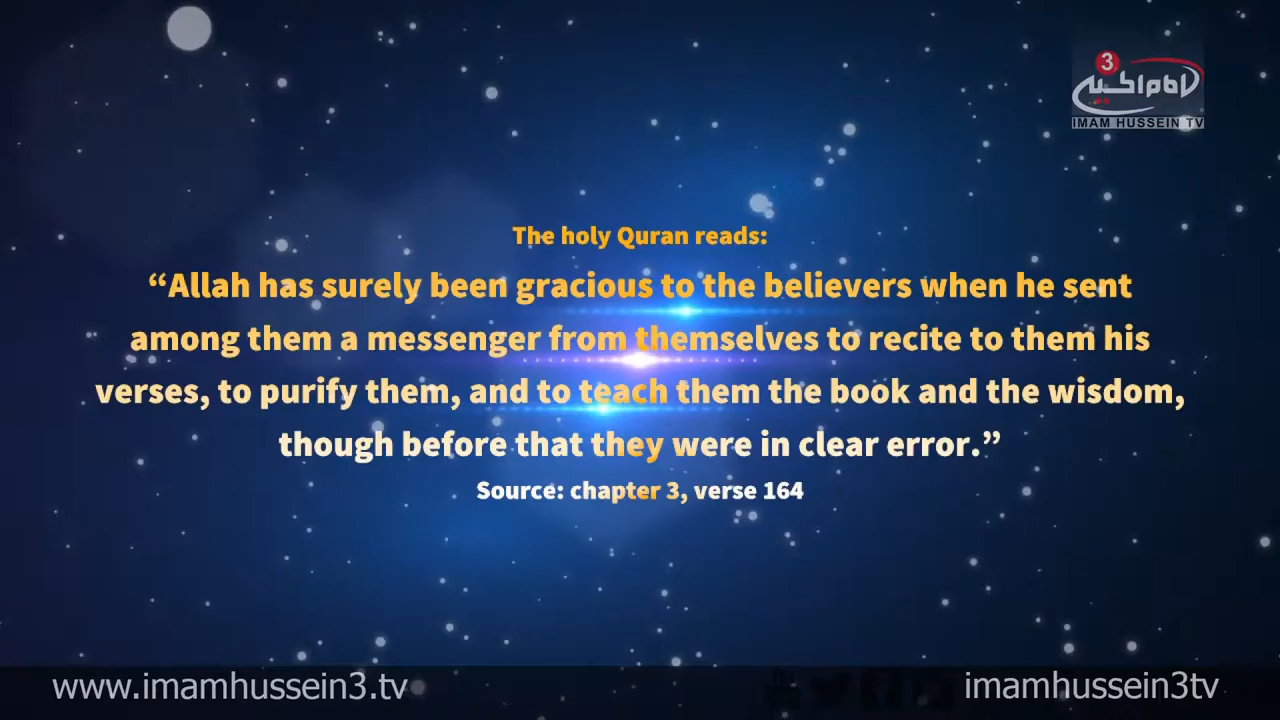 3
IMAM HUSSEIN TV
The holy Quran reads:
“Allah has surely been gracious to the believers when he sent
among them a messenger from themselves to recite to them his
verses, to purify them, and to teach them the book and the wisdom,
though before that they were in clear error.”
Source: chapter 3, verse 164
www.imamhussein3.tv
imamhussein3tv